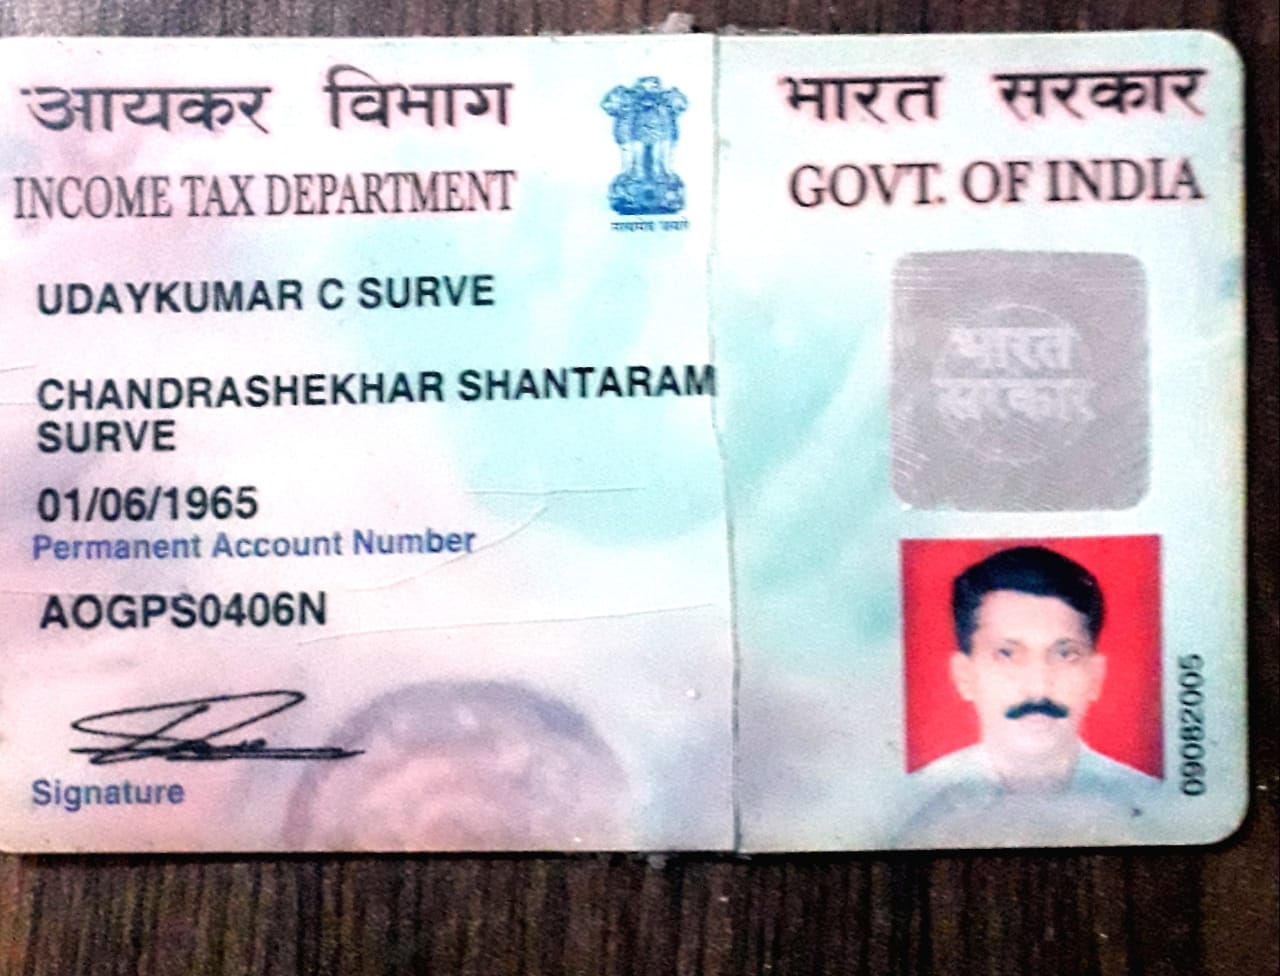 आयकर विभाग
INCOME TAX DEPARTMENT
भारत सरकार
GOVT. OF INDIA
सत्यमेव जयते
UDAYKUMAR C SURVE
CHANDRASHEKHAR SHANTARAM
SURVE
01/06/1965
Permanent Account Number
AOGPS0406N
Signature
भारत
सरकार
09082005